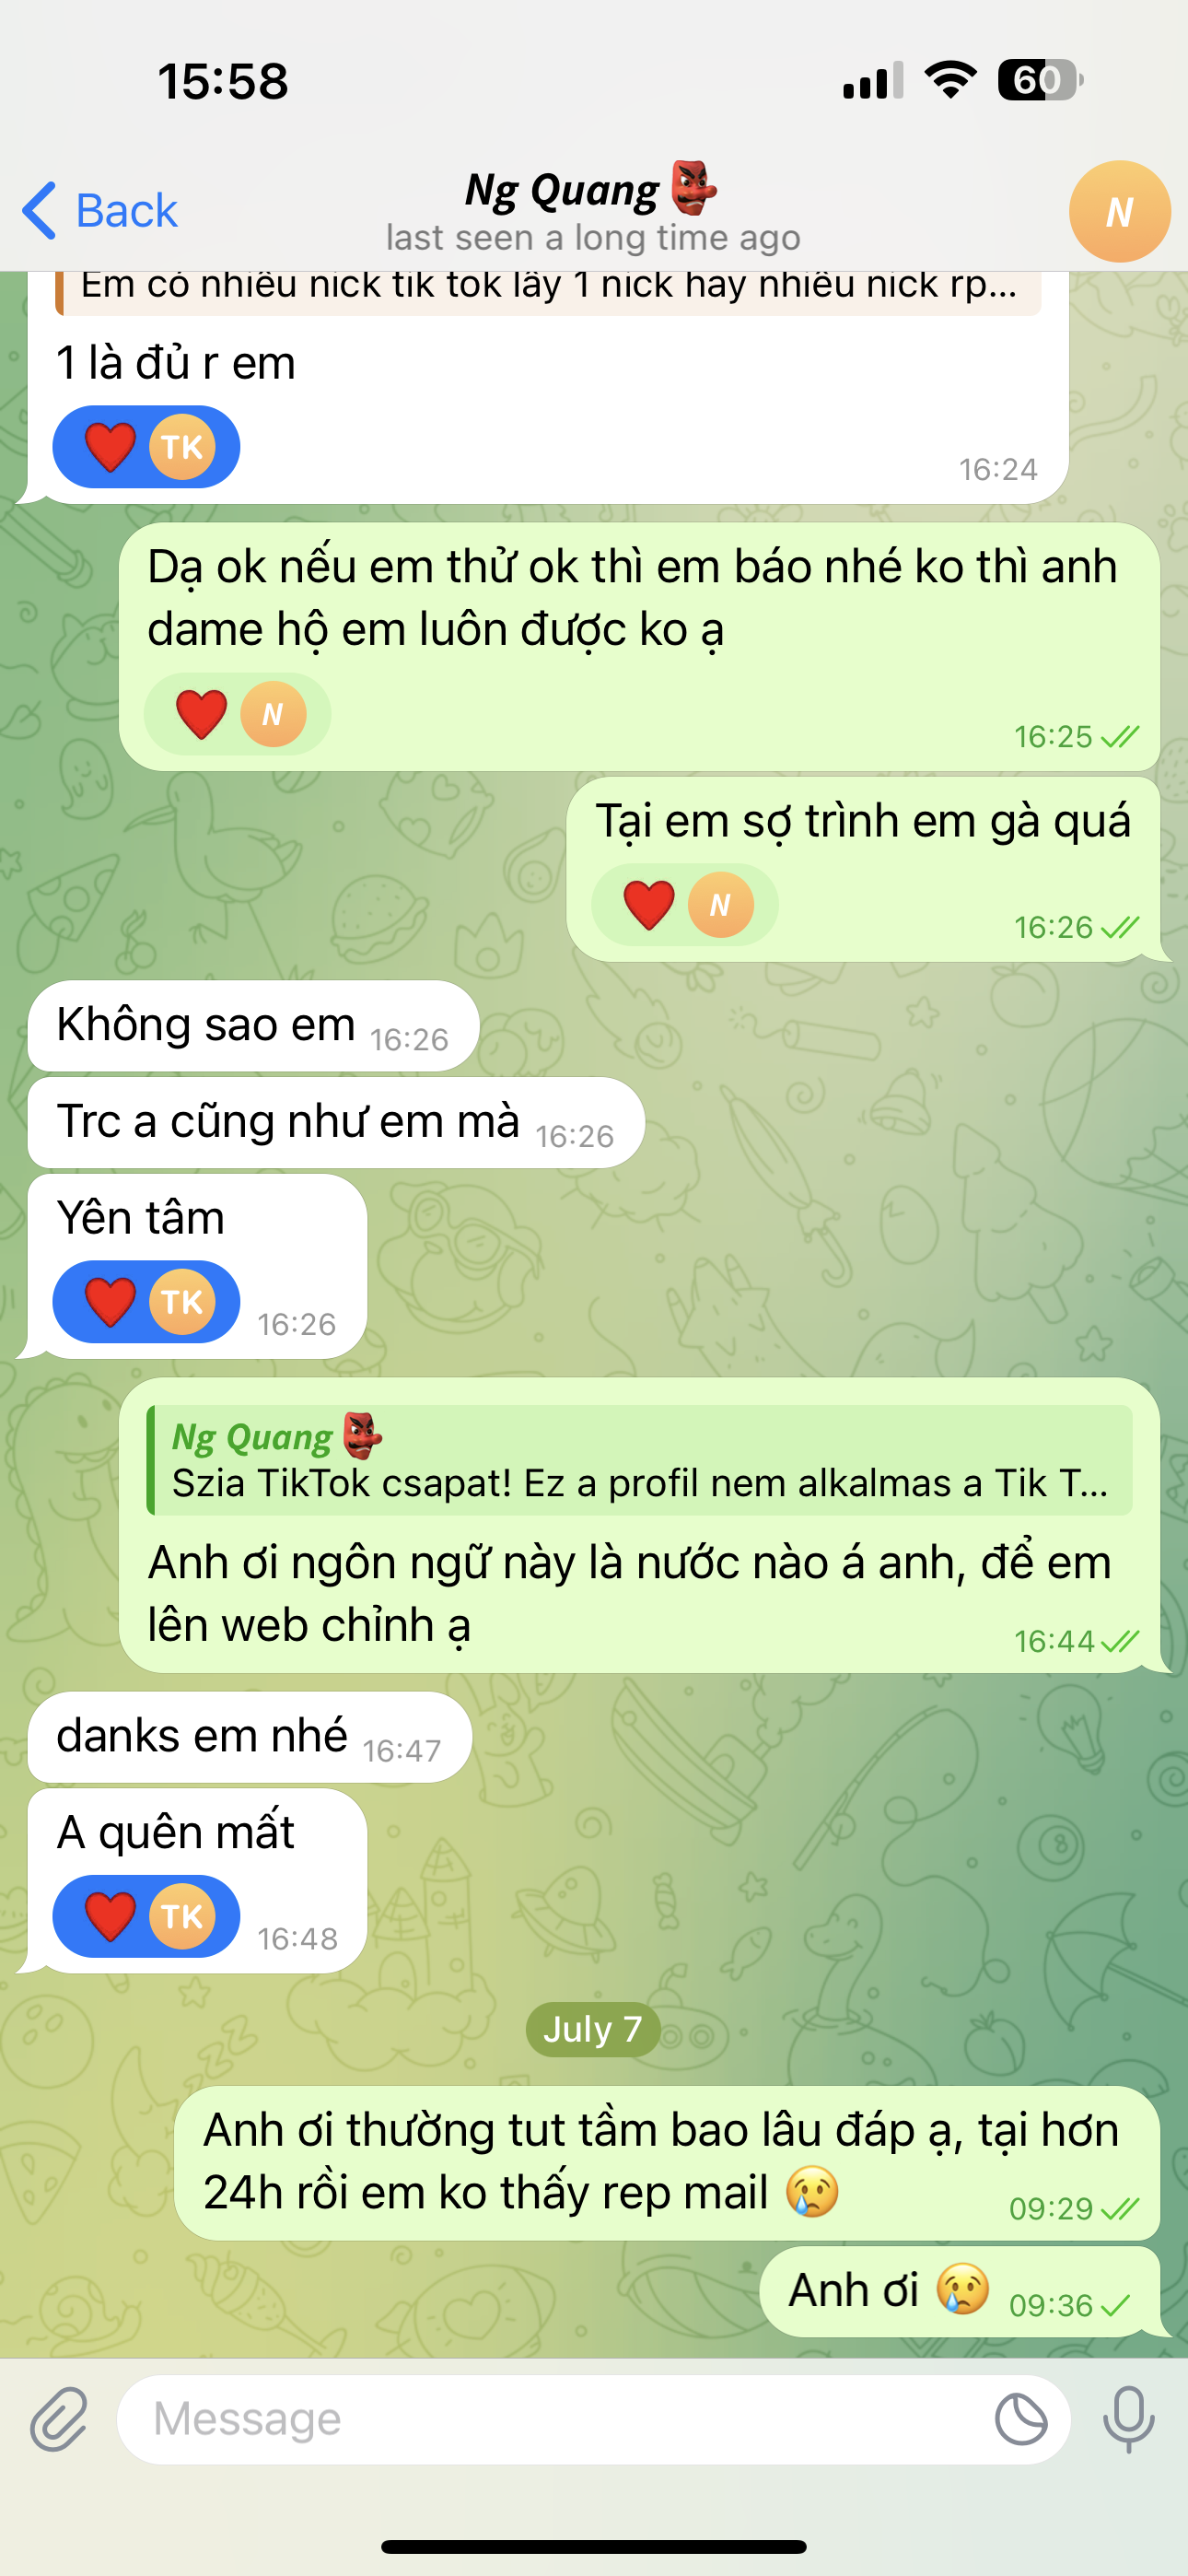 15:58
60
Back
Ng Quang👺
last seen a long time ago
N
Em có nhiều nick tik tok lấy 1 nick hay nhiều nick rp...
1 là đủ r em
❤️ TK
16:24
Dạ ok nếu em thử ok thì em báo nhé ko thì anh
dame hộ em luôn được ko ạ
❤️ N
16:25
Tại em sợ trình em gà quá
❤️ N
16:26
Không sao em 16:26
Trc a cũng như em mà 16:26
Yên tâm
❤️ TK 16:26
Ng Quang👺
Szia TikTok csapat! Ez a profil nem alkalmas a Tik T...
Anh ơi ngôn ngữ này là nước nào á anh, để em
lên web chỉnh ạ
16:44
danks em nhé 16:47
A quên mất
❤️ TK 16:48
July 7
Anh ơi thường tut tầm bao lâu đáp ạ, tại hơn
24h rồi em ko thấy rep mail 😢
09:29
Anh ơi 😢 09:36
Message